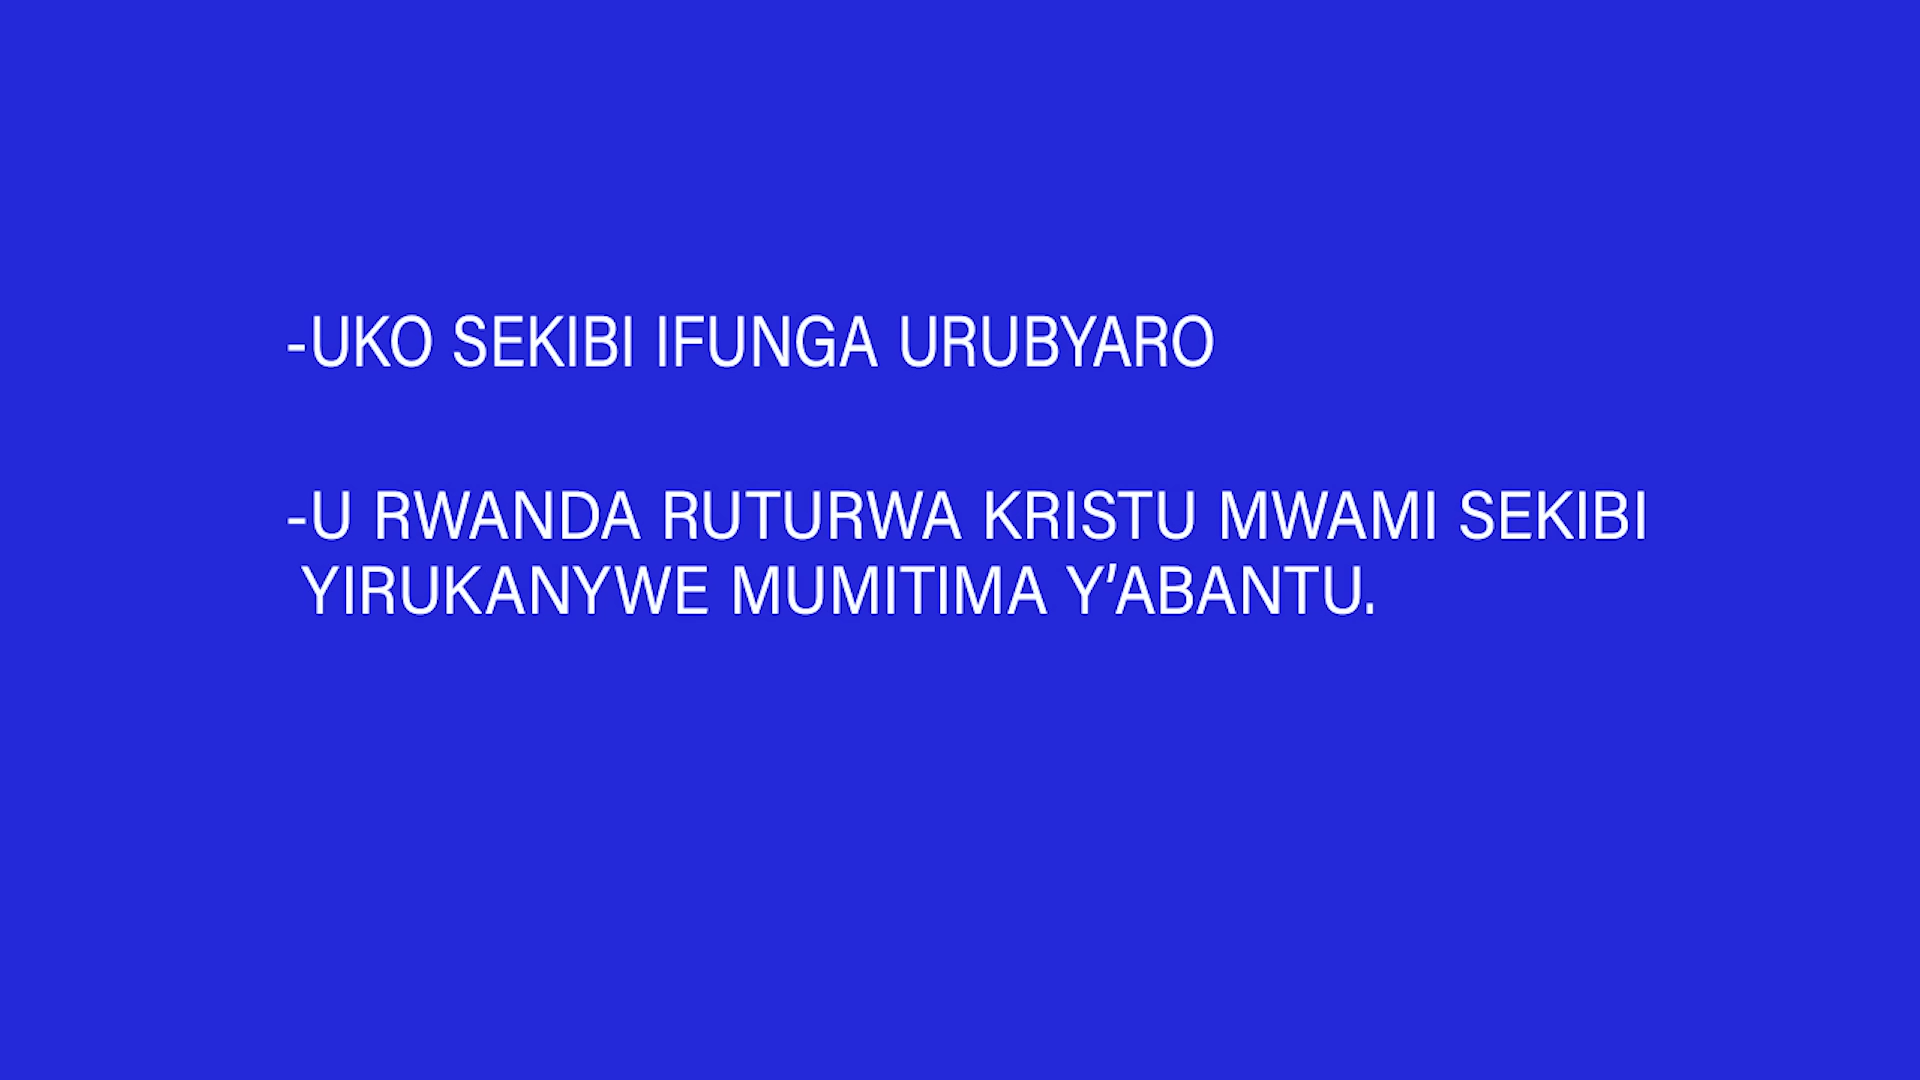 -UKO SEKIBI IFUNGA URUBYARO
-U RWANDA RUTURWA KRISTU MWAMI SEKIBI
YIRUKANYWE MUMITIMA Y'ABANTU.